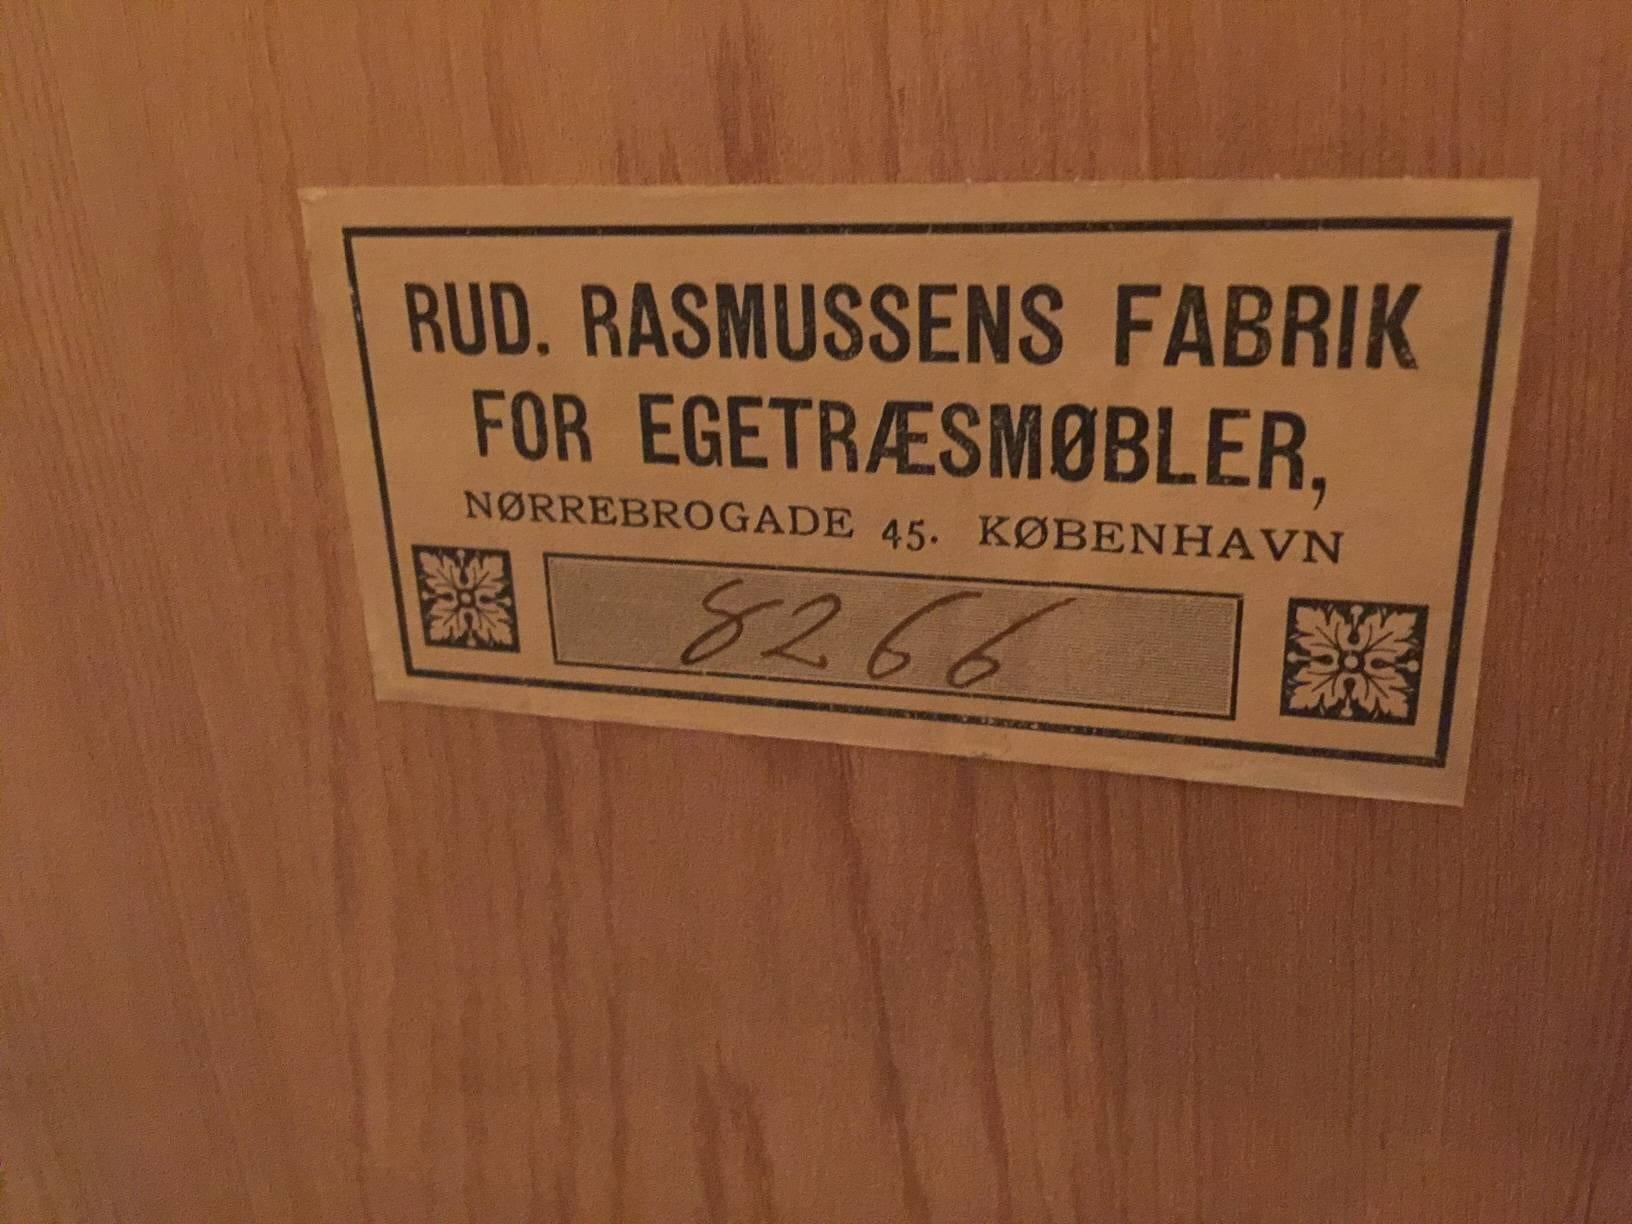 RUD. RASMUSSENS FABRIK
FOR EGETRÆSMØBLER,
NØRREBROGADE 45. KØBENHAVN
8266